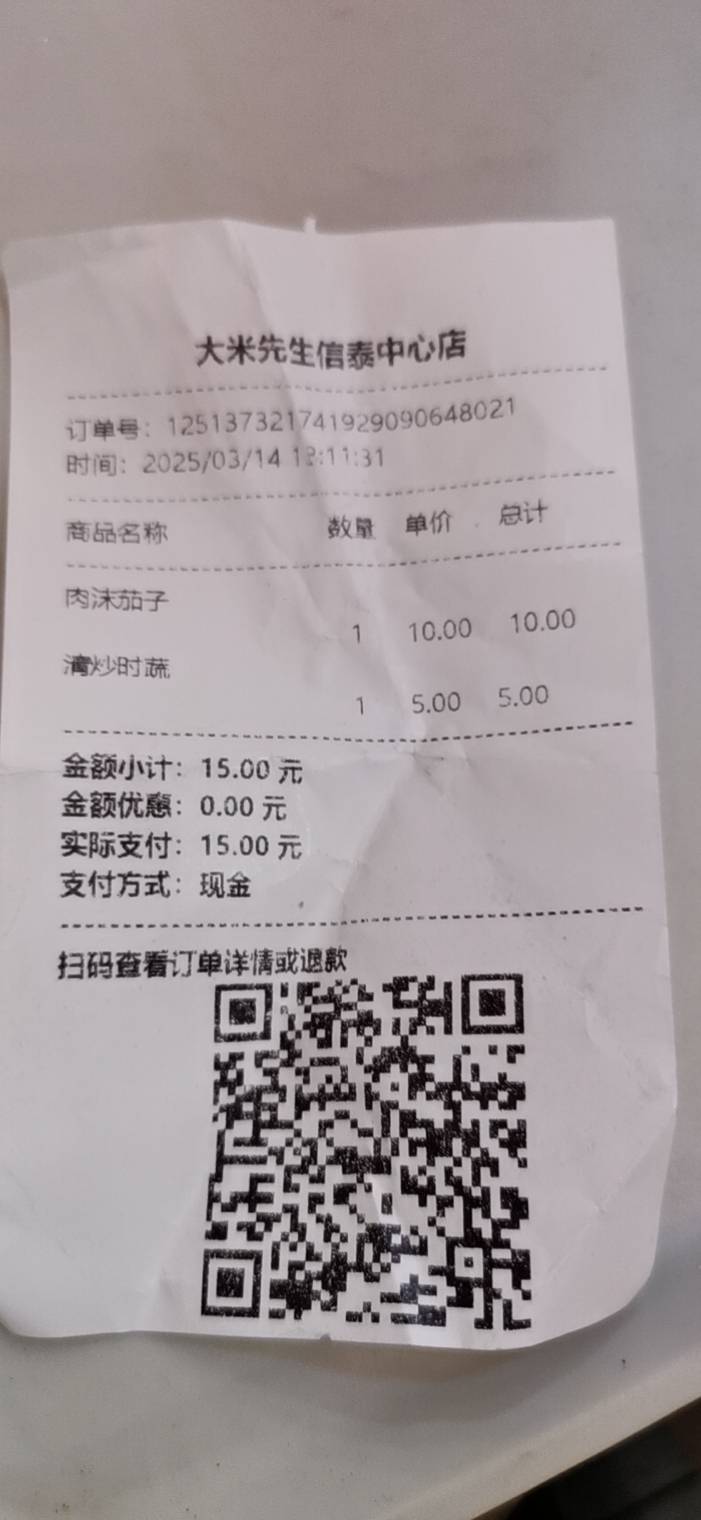 大米先生信泰中心店
订单号：125137321741929090648021
时间：2025/03/14 13:11:31
商品名称 数量 单价 总计
肉沫茄子
1 10.00 10.00
清炒时蔬
1 5.00 5.00
金额小计：15.00 元
金额优惠：0.00 元
实际支付：15.00 元
支付方式：现金
扫码查看订单详情或退款